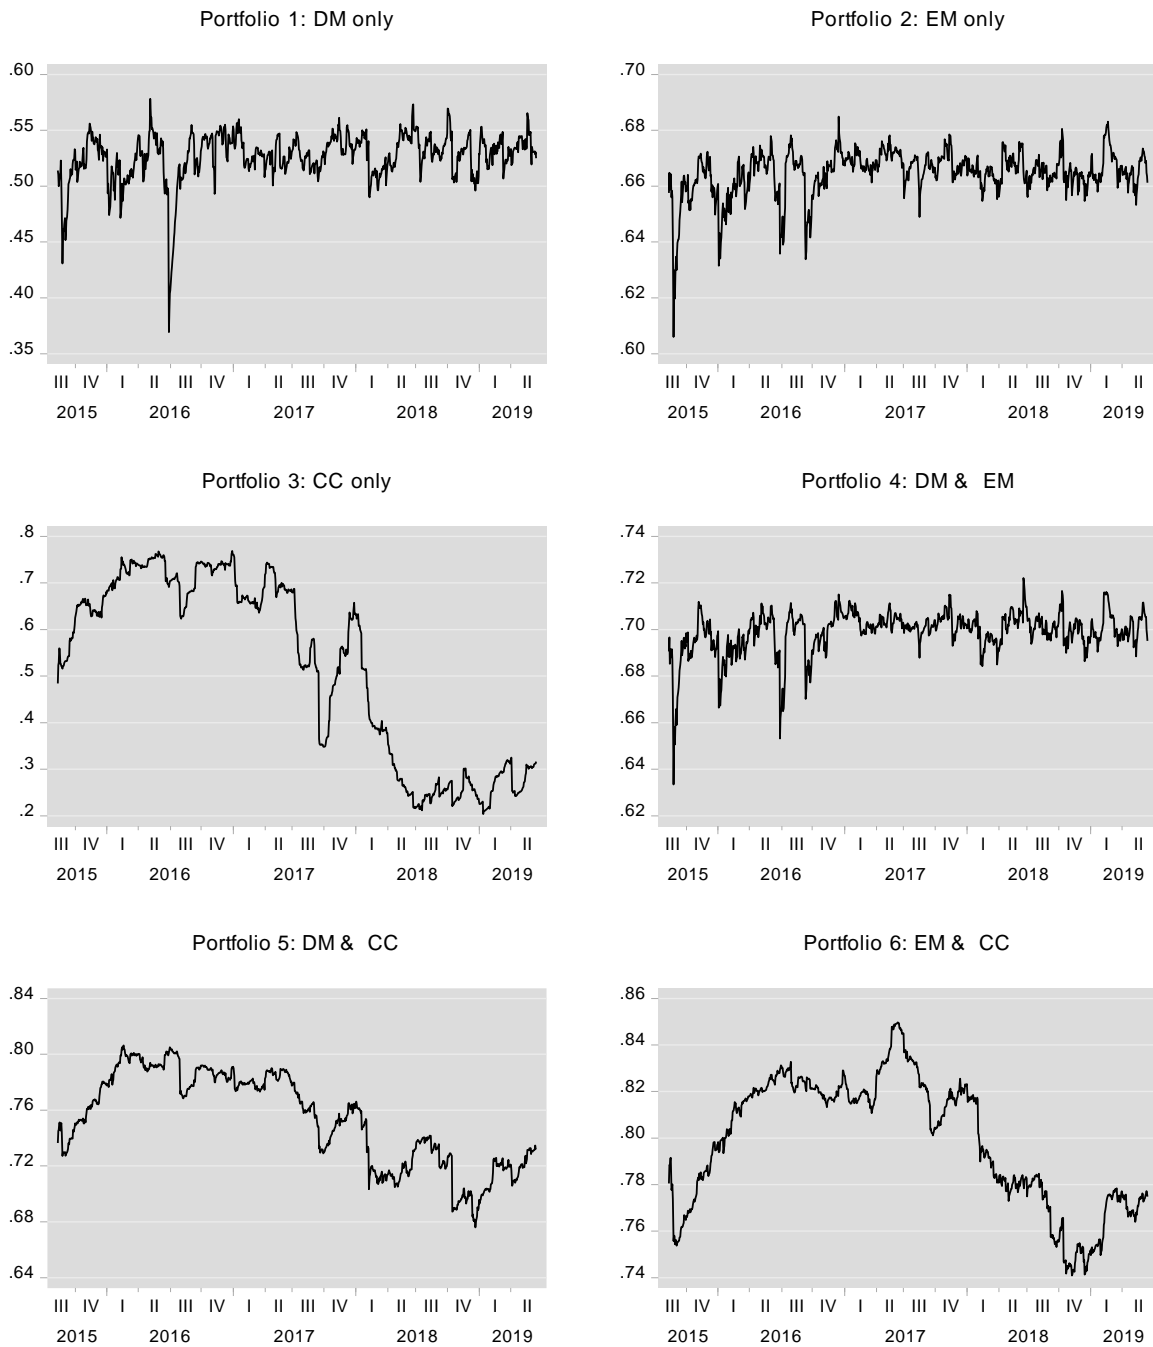 Portfolio 1: DM only
.60
.55
.50
.45
.40
.35
III IV I II III IV I II III IV I II III IV I II
2015 2016 2017 2018 2019
Portfolio 2: EM only
.70
.68
.66
.64
.62
.60
III IV I II III IV I II III IV I II III IV I II
2015 2016 2017 2018 2019
Portfolio 3: CC only
.8
.7
.6
.5
.4
.3
.2
III IV I II III IV I II III IV I II III IV I II
2015 2016 2017 2018 2019
Portfolio 4: DM & EM
.74
.72
.70
.68
.66
.64
.62
III IV I II III IV I II III IV I II III IV I II
2015 2016 2017 2018 2019
Portfolio 5: DM & CC
.84
.80
.76
.72
.68
.64
III IV I II III IV I II III IV I II III IV I II
2015 2016 2017 2018 2019
Portfolio 6: EM & CC
.86
.84
.82
.80
.78
.76
.74
III IV I II III IV I II III IV I II III IV I II
2015 2016 2017 2018 2019